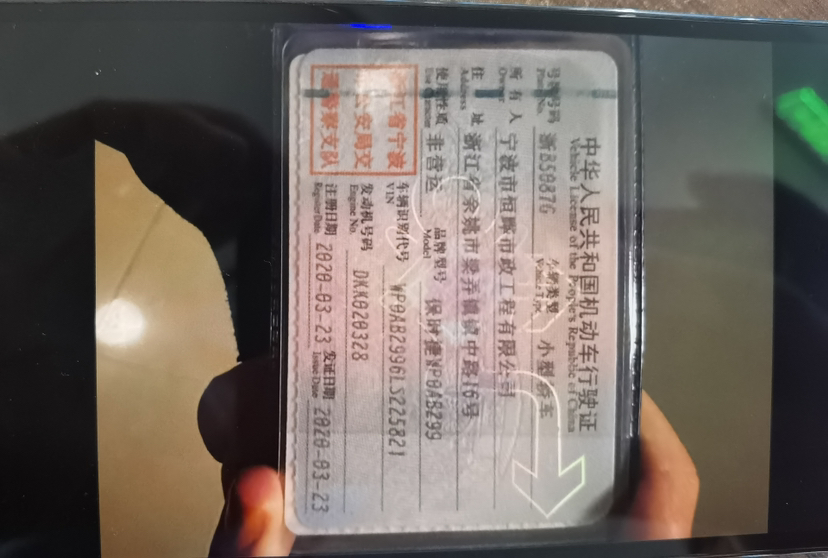 中华人民共和国机动车行驶证
Vehicle License of the People's Republic of China
号牌号码 浙B5087G 车辆类型 小型轿车
Plate No. Vehicle Type
所有人 宁波市恒晖市政工程有限公司
Owner
住址 浙江省余姚市梁弄镇镇中路16号
Address
使用性质 非营运 品牌型号 保时捷WP0AB299
Use Character Model
浙江省宁波
市公安局交
通警察支队
车辆识别代号 WP0AB2996LS225821
VIN
发动机号码 DKK020328
Engine No.
注册日期 2020-03-23 发证日期 2020-03-23
Register Date Issue Date